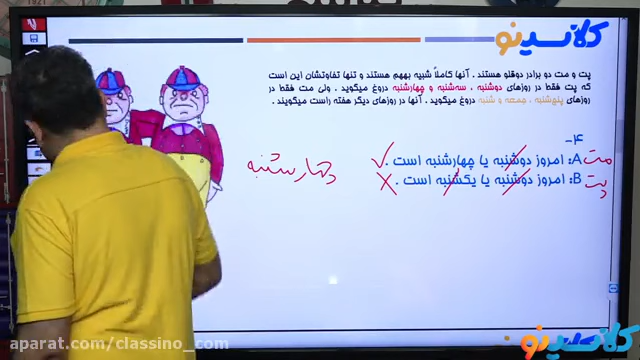 کلاسینو
پت و مت دو برادر دوقلو هستند . آنها کاملاً شبیه بهم هستند و تنها تفاوتشان این است
که پت فقط در روزهای دوشنبه ، سه‌شنبه و چهارشنبه دروغ میگوید . ولی مت فقط در
روزهای پنج‌شنبه ، جمعه و شنبه دروغ میگوید . آنها در روزهای دیگر هفته راست میگویند .
۴-
مت A: امروز دوشنبه یا چهارشنبه است .
پت B: امروز دوشنبه یا یکشنبه است .
چهارشنبه
aparat.com/classino_com
کلاسینو